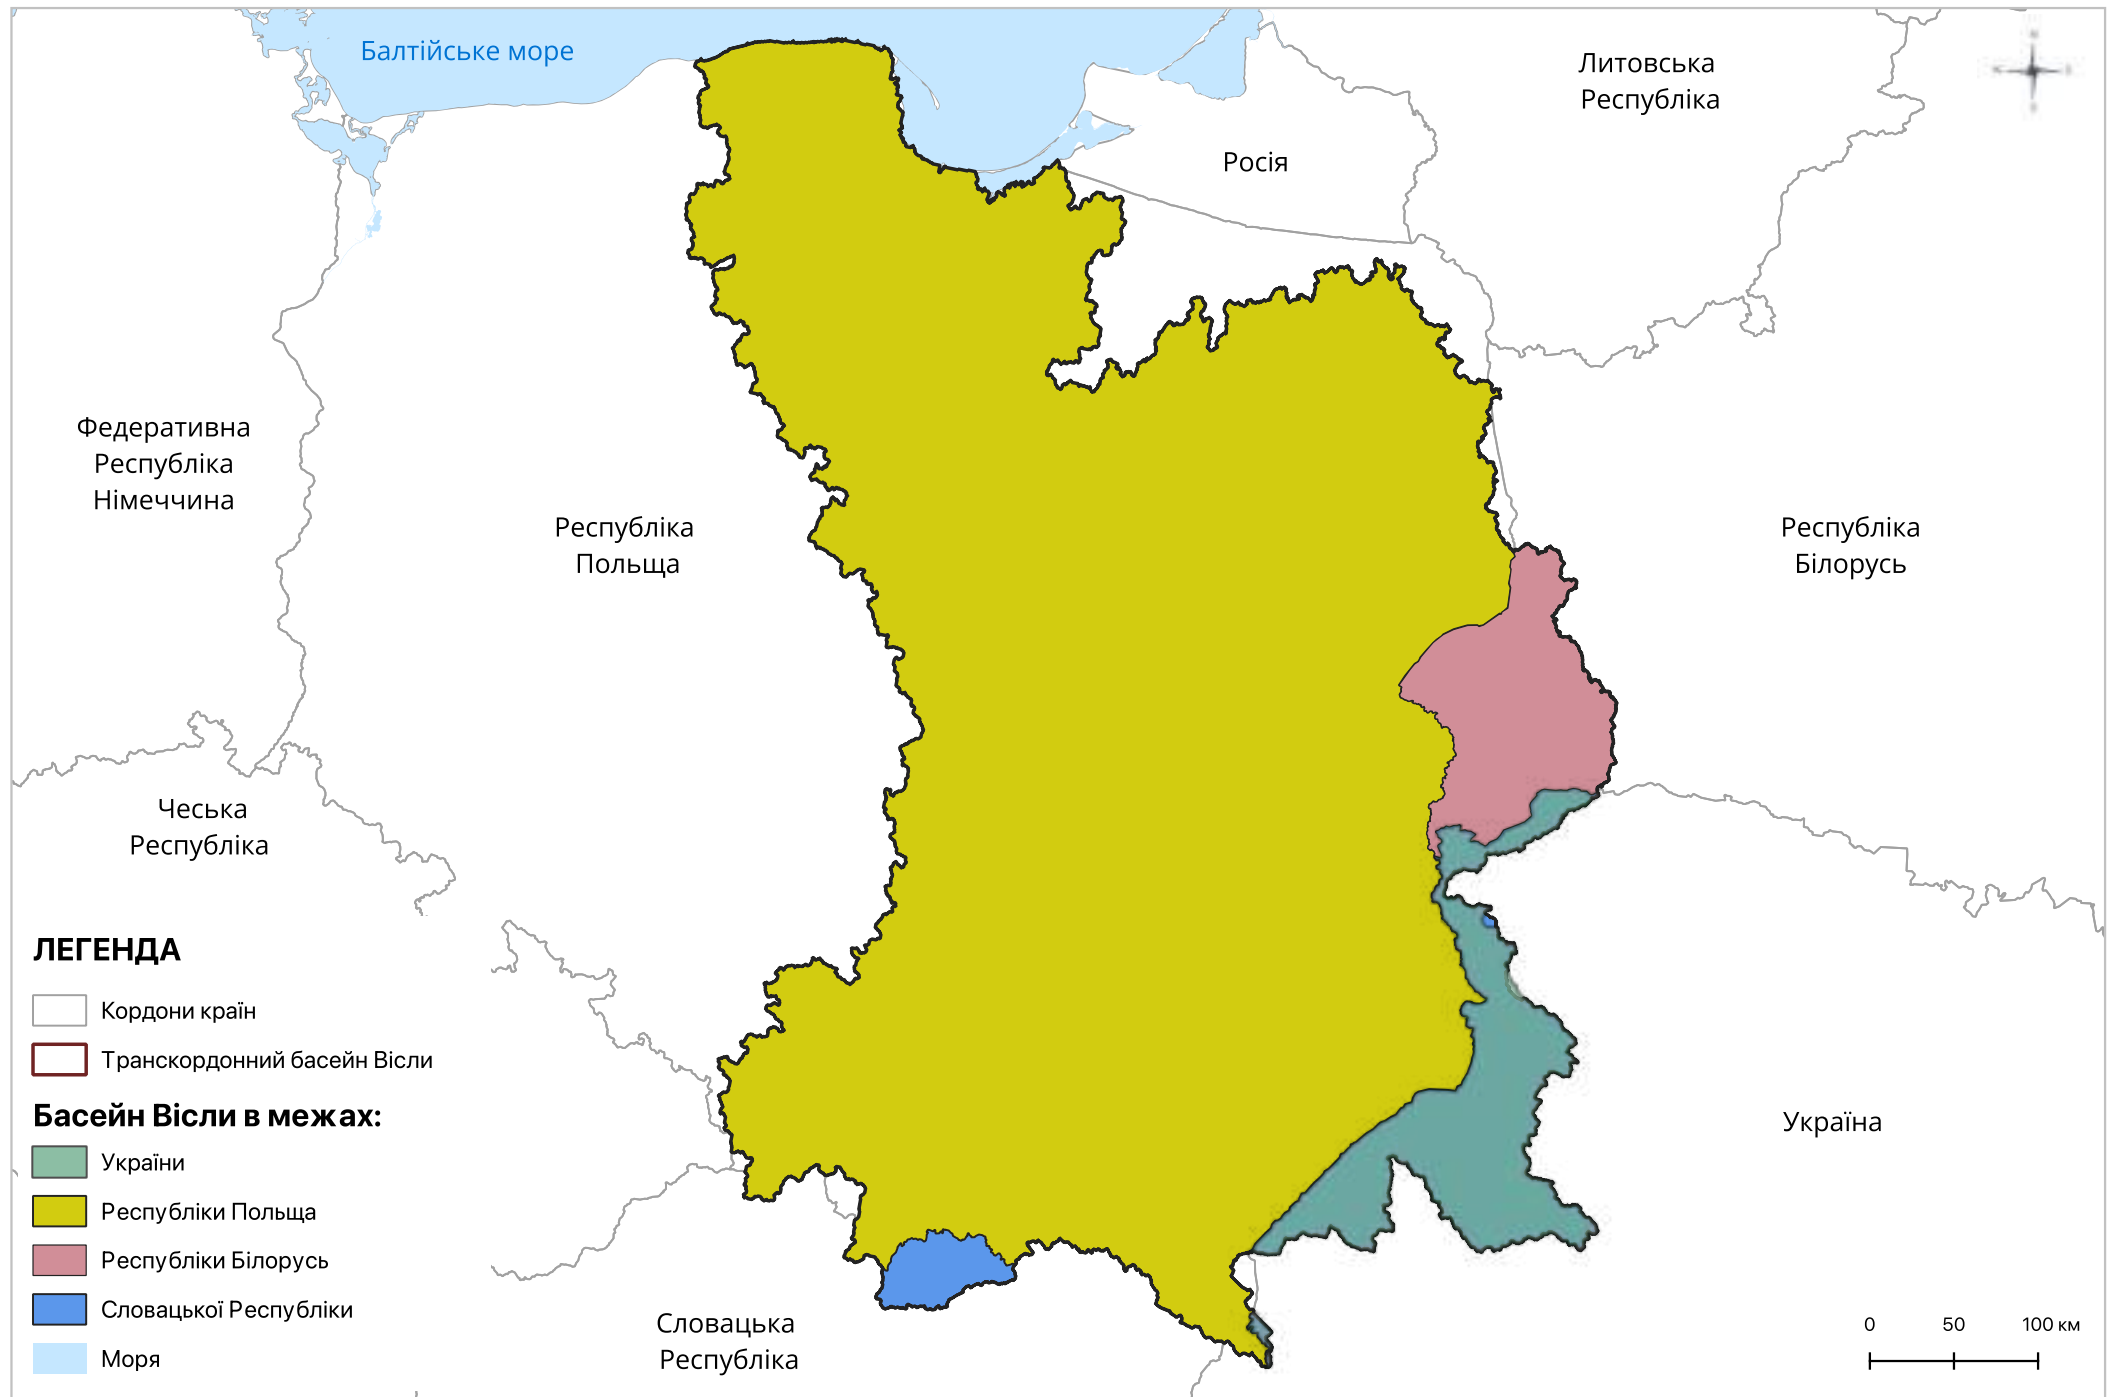 Балтійське море
Литовська
Республіка
Росія
Федеративна
Республіка
Німеччина
Республіка
Польща
Республіка
Білорусь
Чеська
Республіка
ЛЕГЕНДА
Кордони країн
Транскордонний басейн Вісли
Басейн Вісли в межах:
України
Республіки Польща
Республіки Білорусь
Словацької Республіки
Моря
Україна
Словацька
Республіка
0 50 100 км